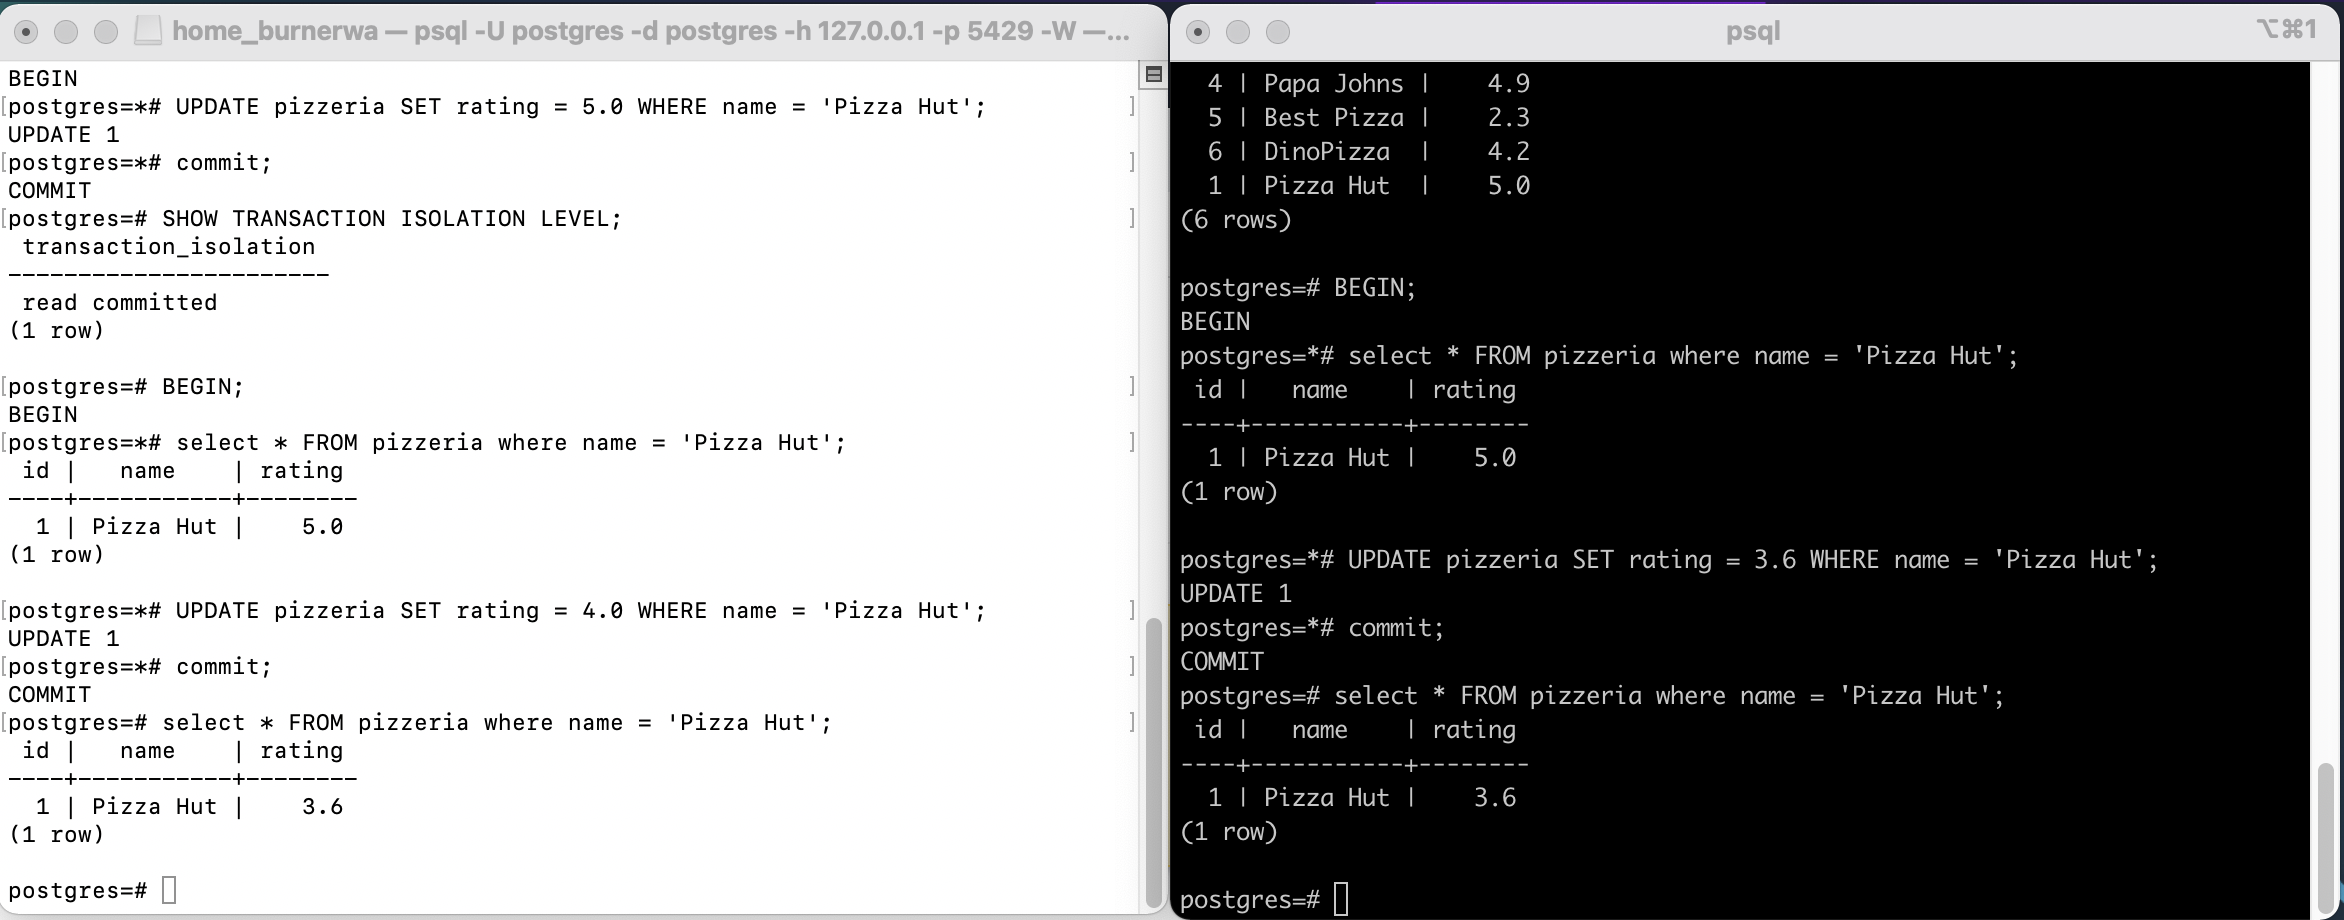 home_burnerwa — psql -U postgres -d postgres -h 127.0.0.1 -p 5429 -W —...
BEGIN
[postgres=*# UPDATE pizzeria SET rating = 5.0 WHERE name = 'Pizza Hut'; ]
UPDATE 1
[postgres=*# commit; ]
COMMIT
[postgres=# SHOW TRANSACTION ISOLATION LEVEL; ]
 transaction_isolation
-----------------------
 read committed
(1 row)
[postgres=# BEGIN; ]
BEGIN
[postgres=*# select * FROM pizzeria where name = 'Pizza Hut'; ]
 id |   name    | rating
----+-----------+--------
  1 | Pizza Hut |    5.0
(1 row)
[postgres=*# UPDATE pizzeria SET rating = 4.0 WHERE name = 'Pizza Hut'; ]
UPDATE 1
[postgres=*# commit; ]
COMMIT
[postgres=# select * FROM pizzeria where name = 'Pizza Hut'; ]
 id |   name    | rating
----+-----------+--------
  1 | Pizza Hut |    3.6
(1 row)
postgres=#
psql
⌥⌘1
  4 | Papa Johns |    4.9
  5 | Best Pizza |    2.3
  6 | DinoPizza  |    4.2
  1 | Pizza Hut  |    5.0
(6 rows)
postgres=# BEGIN;
BEGIN
postgres=*# select * FROM pizzeria where name = 'Pizza Hut';
 id |   name    | rating
----+-----------+--------
  1 | Pizza Hut |    5.0
(1 row)
postgres=*# UPDATE pizzeria SET rating = 3.6 WHERE name = 'Pizza Hut';
UPDATE 1
postgres=*# commit;
COMMIT
postgres=# select * FROM pizzeria where name = 'Pizza Hut';
 id |   name    | rating
----+-----------+--------
  1 | Pizza Hut |    3.6
(1 row)
postgres=#